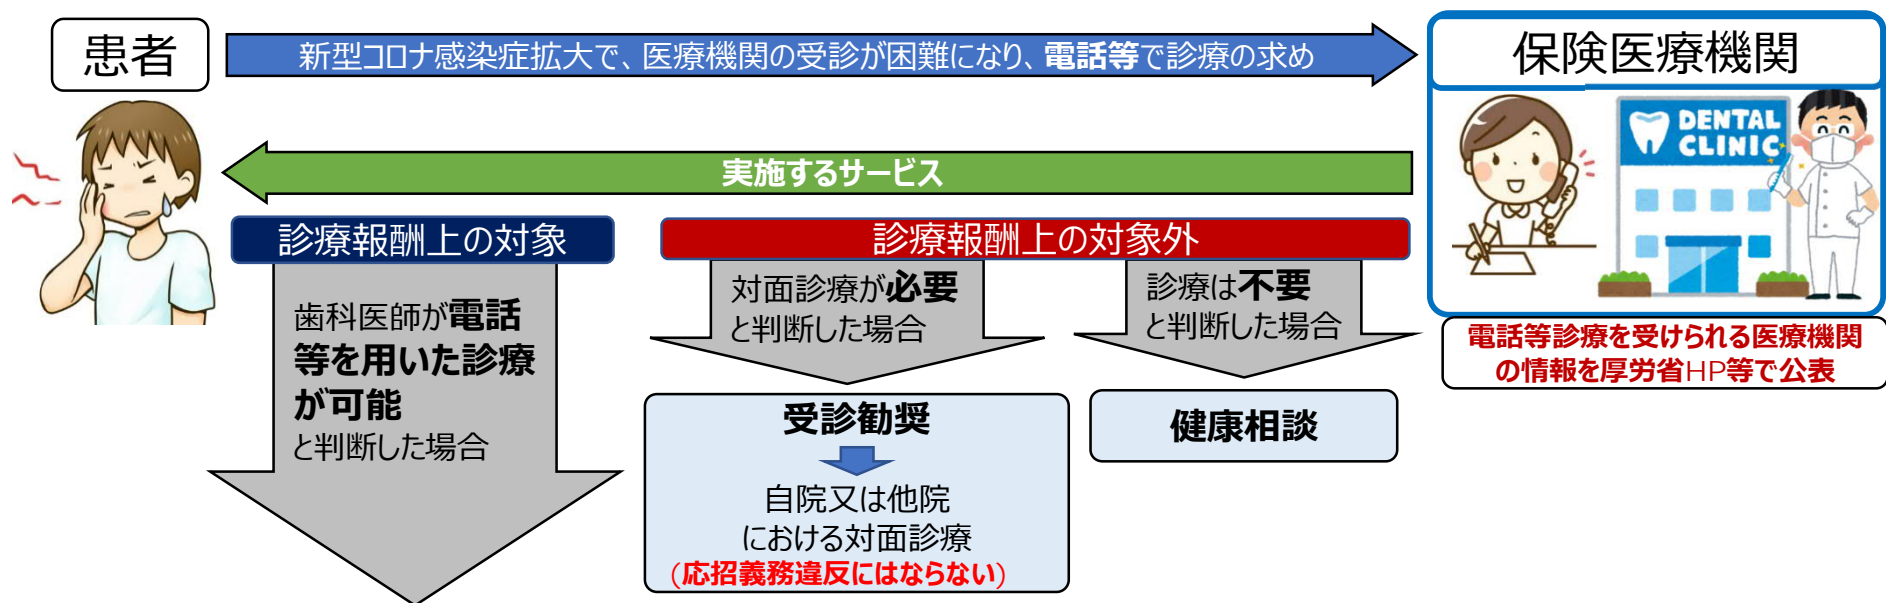 患者
新型コロナ感染症拡大で、医療機関の受診が困難になり、電話等で診療の求め
保険医療機関
DENTAL
CLINIC
実施するサービス
診療報酬上の対象
診療報酬上の対象外
歯科医師が電話
等を用いた診療
が可能
と判断した場合
対面診療が必要
と判断した場合
診療は不要
と判断した場合
電話等診療を受けられる医療機関
の情報を厚労省HP等で公表
受診勧奨
自院又は他院
における対面診療
(応招義務違反にはならない)
健康相談